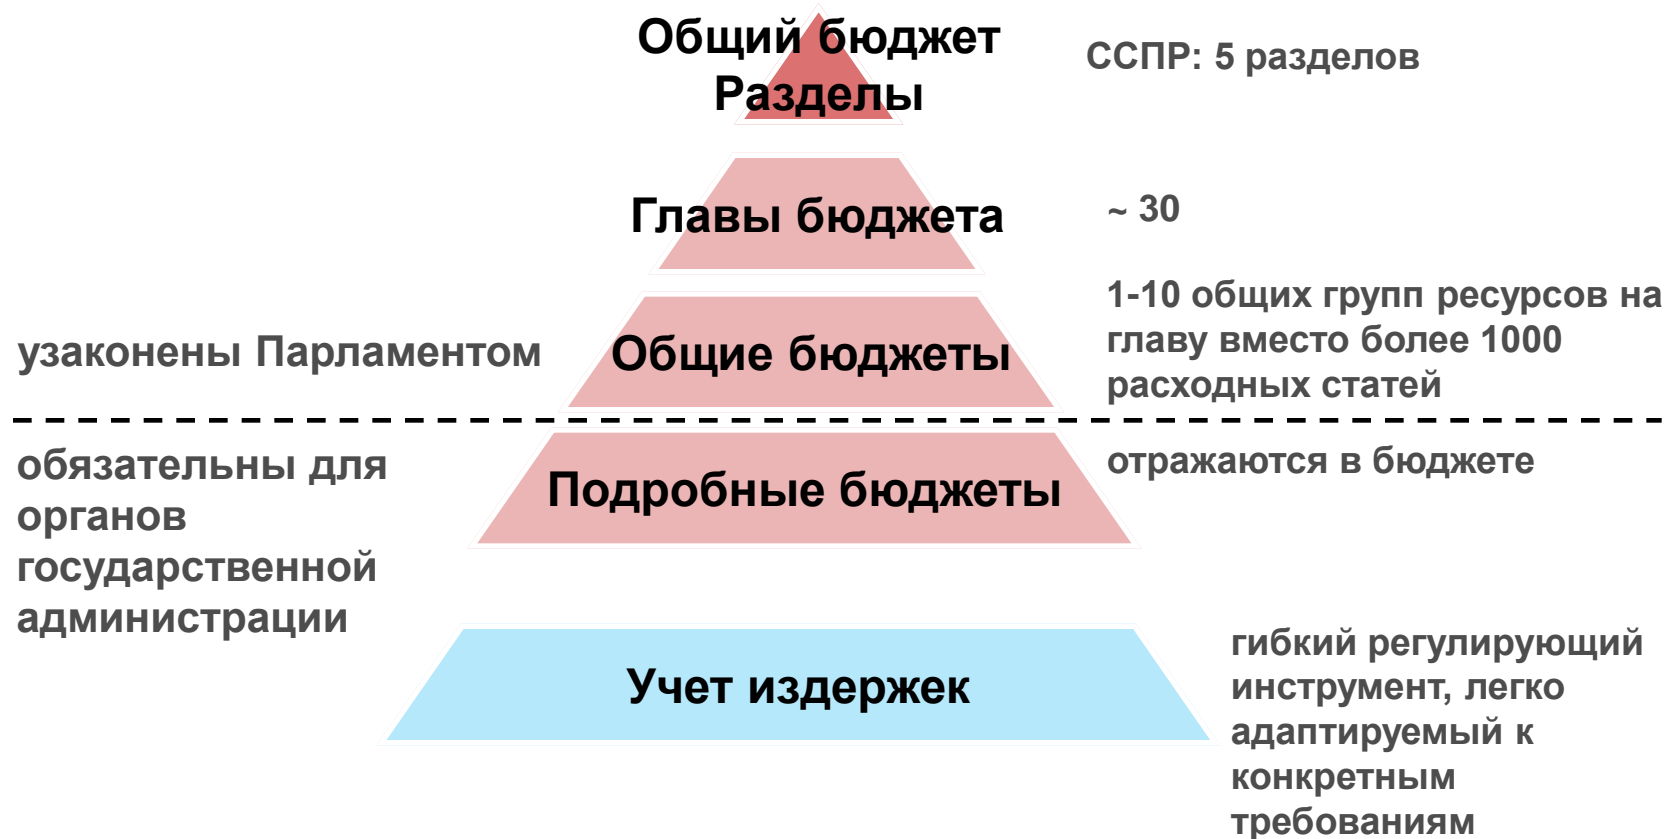 Общий бюджет
Разделы
ССПР: 5 разделов
Главы бюджета
~ 30
узаконены Парламентом
Общие бюджеты
1-10 общих групп ресурсов на
главу вместо более 1000
расходных статей
обязательны для
органов
государственной
администрации
Подробные бюджеты
отражаются в бюджете
Учет издержек
гибкий регулирующий
инструмент, легко
адаптируемый к
конкретным
требованиям